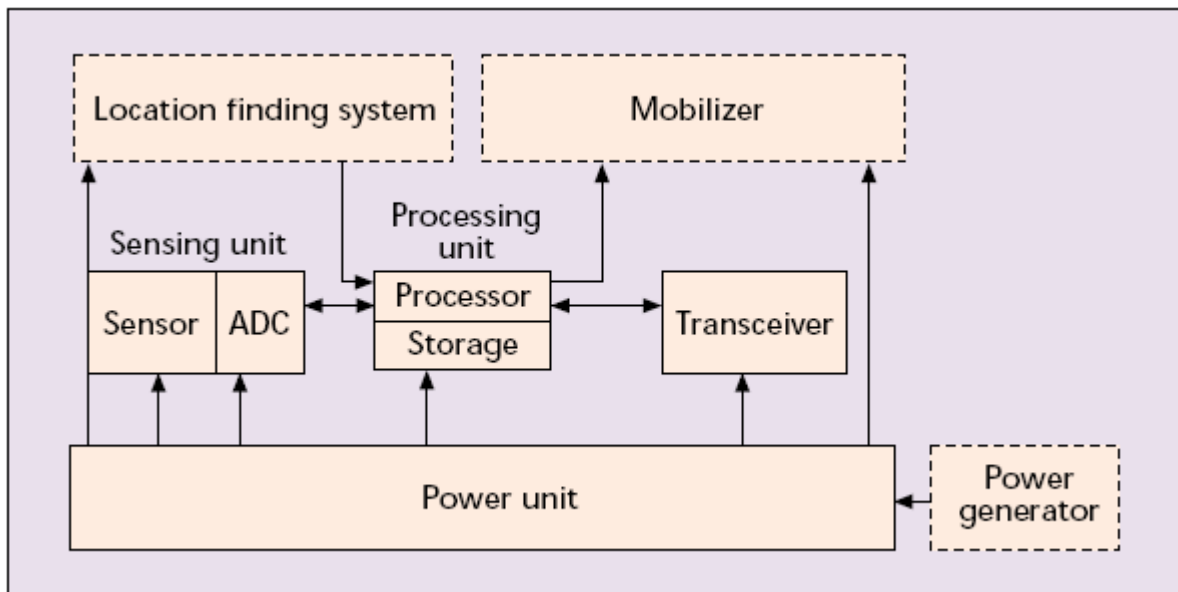 Location finding system
Mobilizer
Processing
unit
Sensing unit
Processor
Sensor
ADC
Transceiver
Storage
Power unit
Power
generator